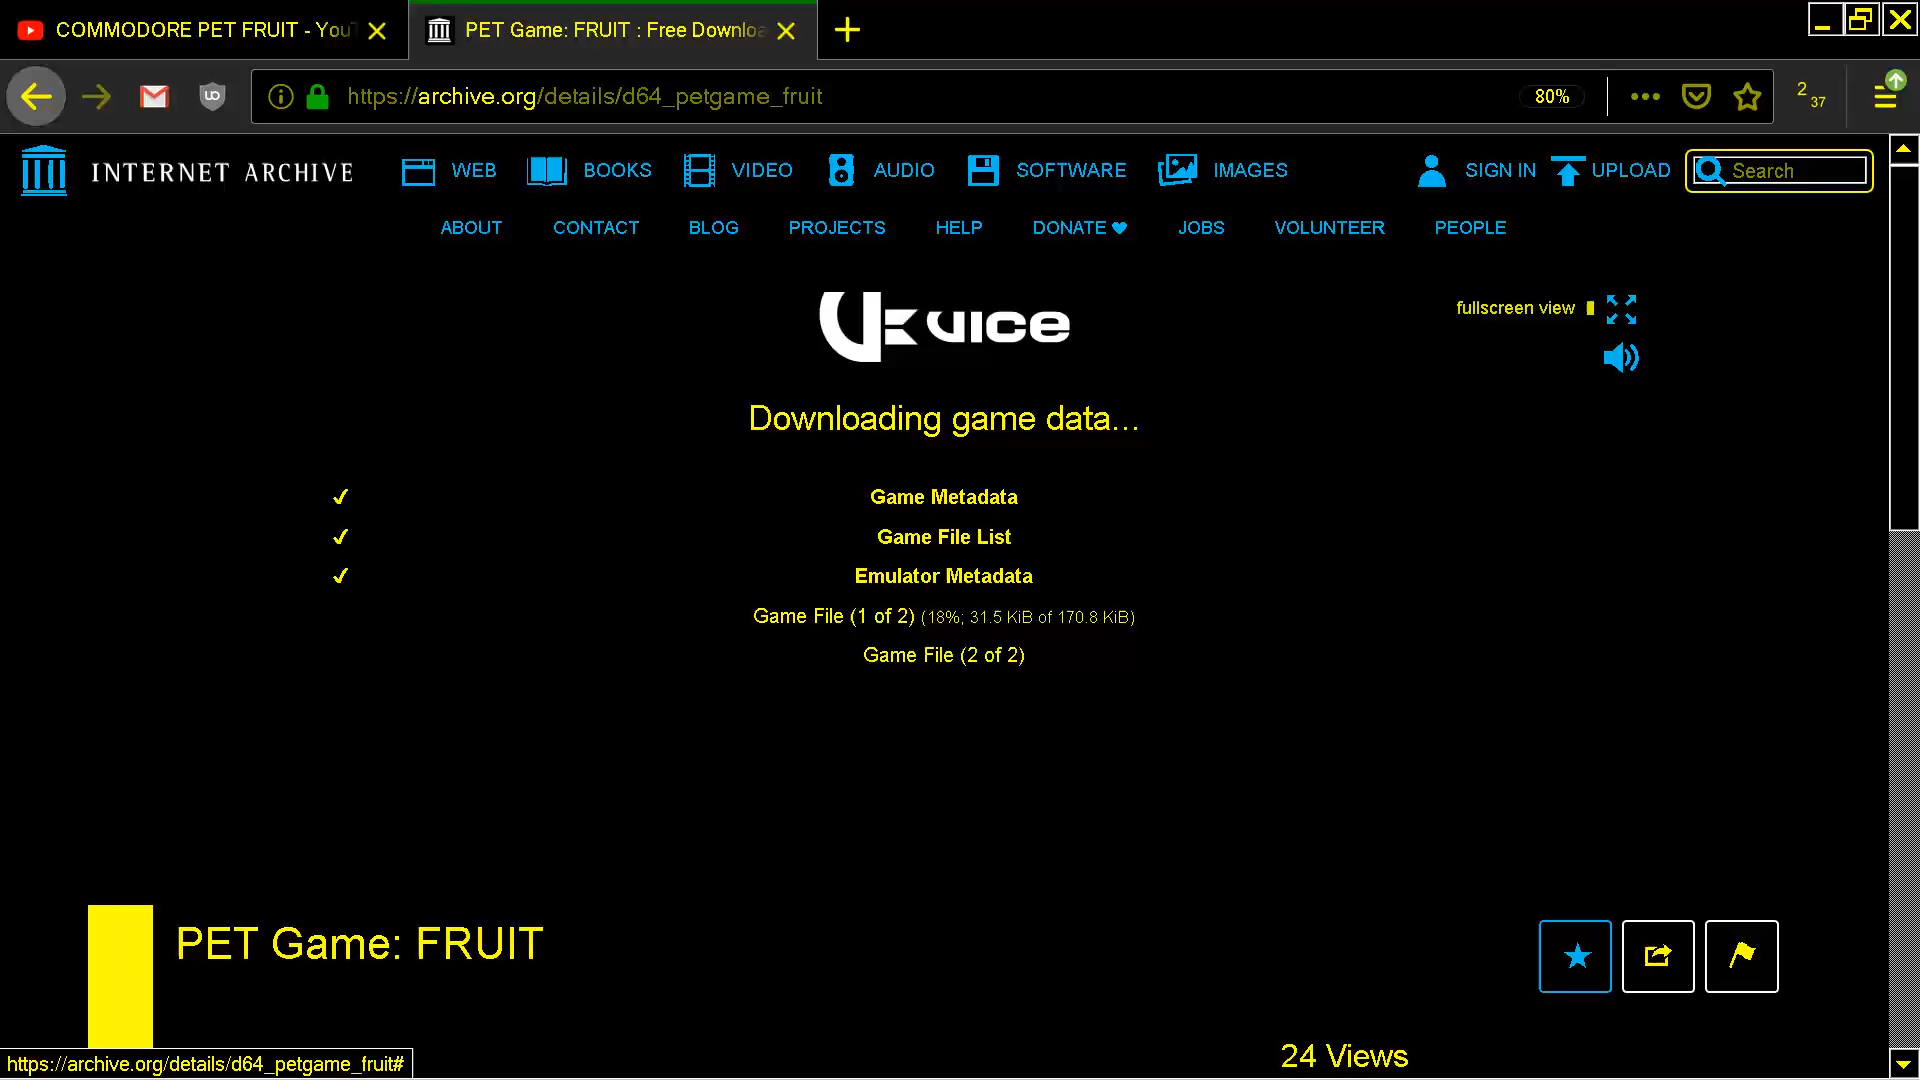 COMMODORE PET FRUIT - YouT
PET Game: FRUIT : Free Downloa
https://archive.org/details/d64_petgame_fruit
80%
2 37
INTERNET ARCHIVE
WEB
BOOKS
VIDEO
AUDIO
SOFTWARE
IMAGES
SIGN IN
UPLOAD
Search
ABOUT
CONTACT
BLOG
PROJECTS
HELP
DONATE
JOBS
VOLUNTEER
PEOPLE
vice
fullscreen view
Downloading game data...
Game Metadata
Game File List
Emulator Metadata
Game File (1 of 2) (18%; 31.5 KiB of 170.8 KiB)
Game File (2 of 2)
PET Game: FRUIT
24 Views
https://archive.org/details/d64_petgame_fruit#